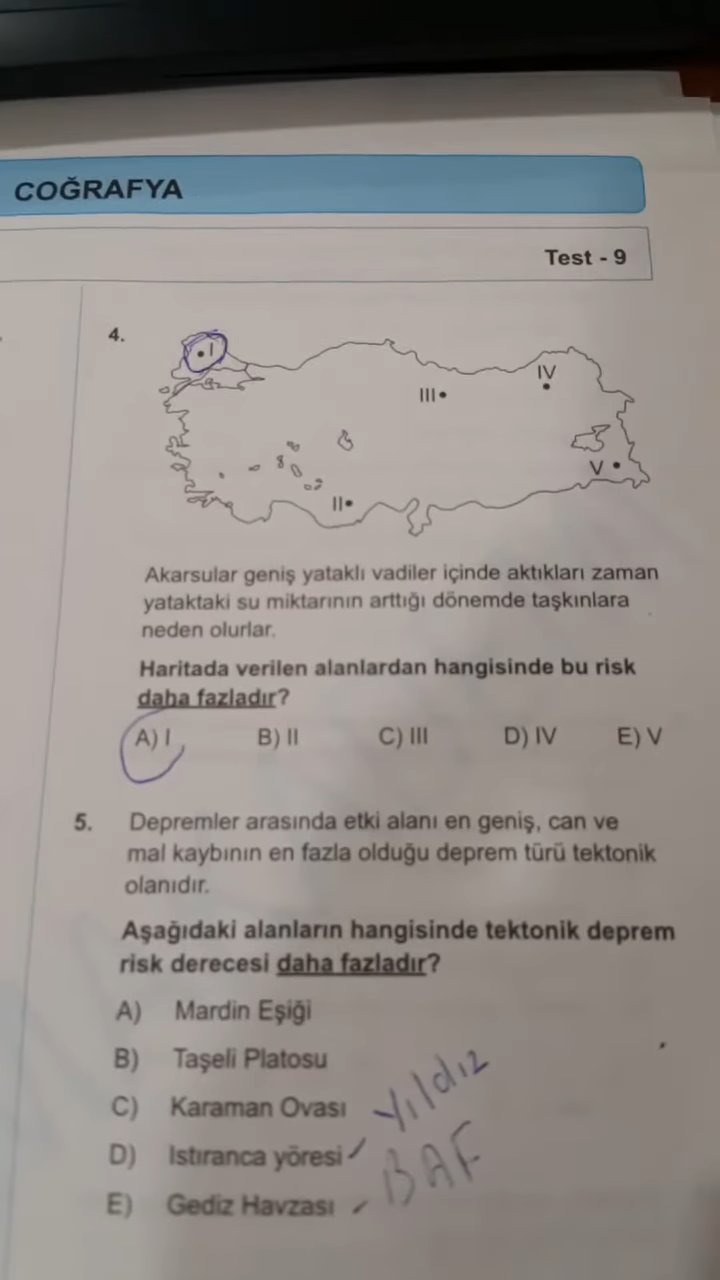 COĞRAFYA
Test - 9
4.
I
IV
III
V
II
Akarsular geniş yataklı vadiler içinde aktıkları zaman
yataktaki su miktarının arttığı dönemde taşkınlara
neden olurlar.
Haritada verilen alanlardan hangisinde bu risk
daha fazladır?
A) I B) II C) III D) IV E) V
5. Depremler arasında etki alanı en geniş, can ve
mal kaybının en fazla olduğu deprem türü tektonik
olanıdır.
Aşağıdaki alanların hangisinde tektonik deprem
risk derecesi daha fazladır?
A) Mardin Eşiği
B) Taşeli Platosu
C) Karaman Ovası
D) Istıranca yöresi
E) Gediz Havzası
Yıldız
BAF